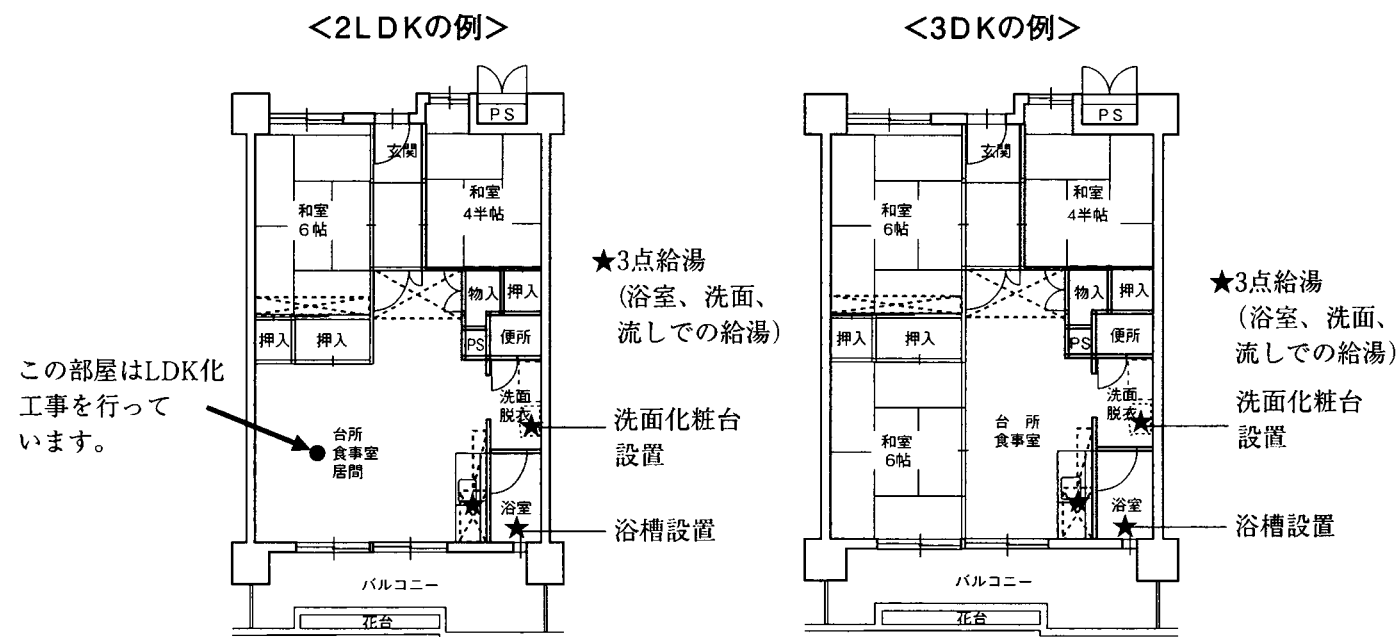 <2LDKの例>
PS
玄関
和室
6帖
和室
4半帖
物入
押入
押入
押入
PS
便所
洗面
脱衣
台所
食事室
居間
浴室
バルコニー
花台
この部屋はLDK化
工事を行って
います。
★3点給湯
(浴室、洗面、
流しでの給湯)
洗面化粧台
設置
浴槽設置
<3DKの例>
PS
玄関
和室
6帖
和室
4半帖
物入
押入
押入
押入
PS
便所
洗面
脱衣
和室
6帖
台所
食事室
浴室
バルコニー
花台
★3点給湯
(浴室、洗面、
流しでの給湯)
洗面化粧台
設置
浴槽設置